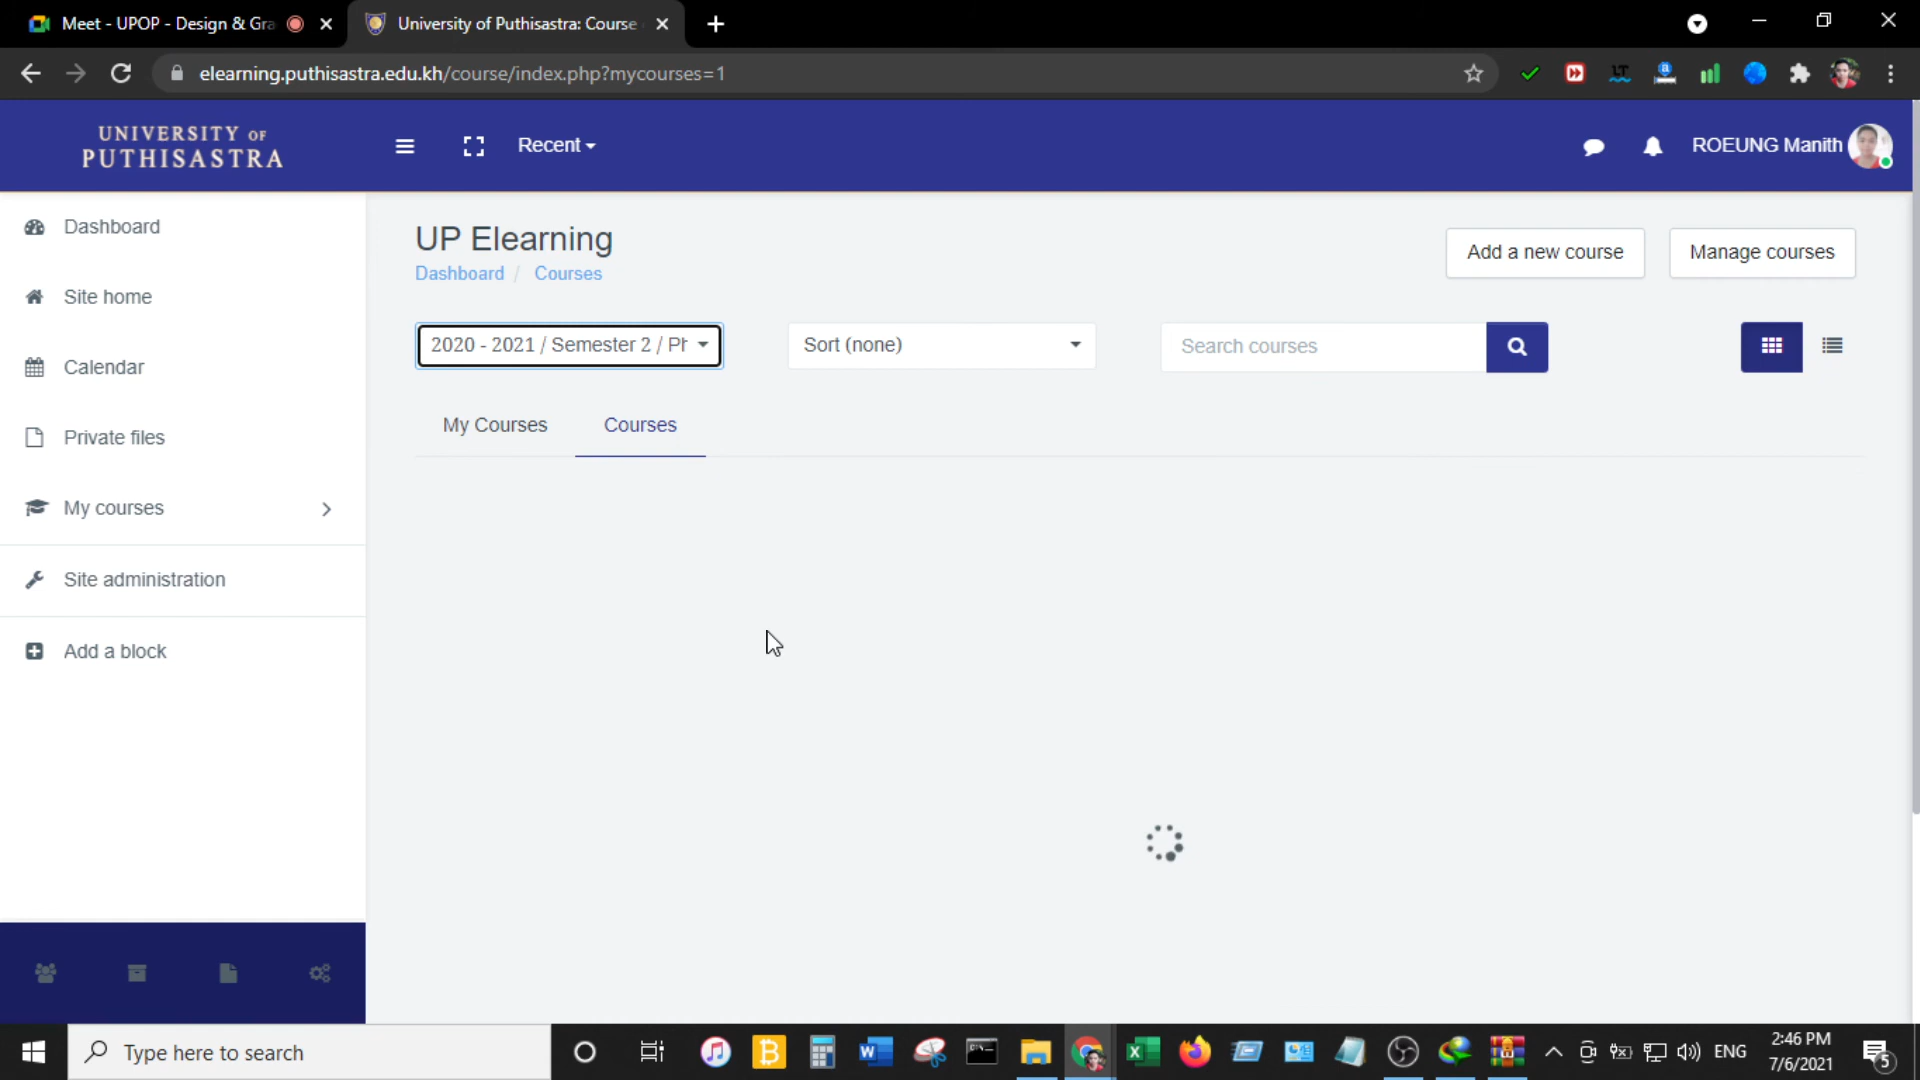 Meet - UPOP - Design & Gra
University of Puthisastra: Course
elearning.puthisastra.edu.kh/course/index.php?mycourses=1
UNIVERSITY OF
PUTHISASTRA
Recent
ROEUNG Manith
Dashboard
Site home
Calendar
Private files
My courses
Site administration
Add a block
UP Elearning
Dashboard / Courses
Add a new course
Manage courses
2020 - 2021 / Semester 2 / Ph
Sort (none)
Search courses
My Courses
Courses
Type here to search
ENG
2:46 PM
7/6/2021
5